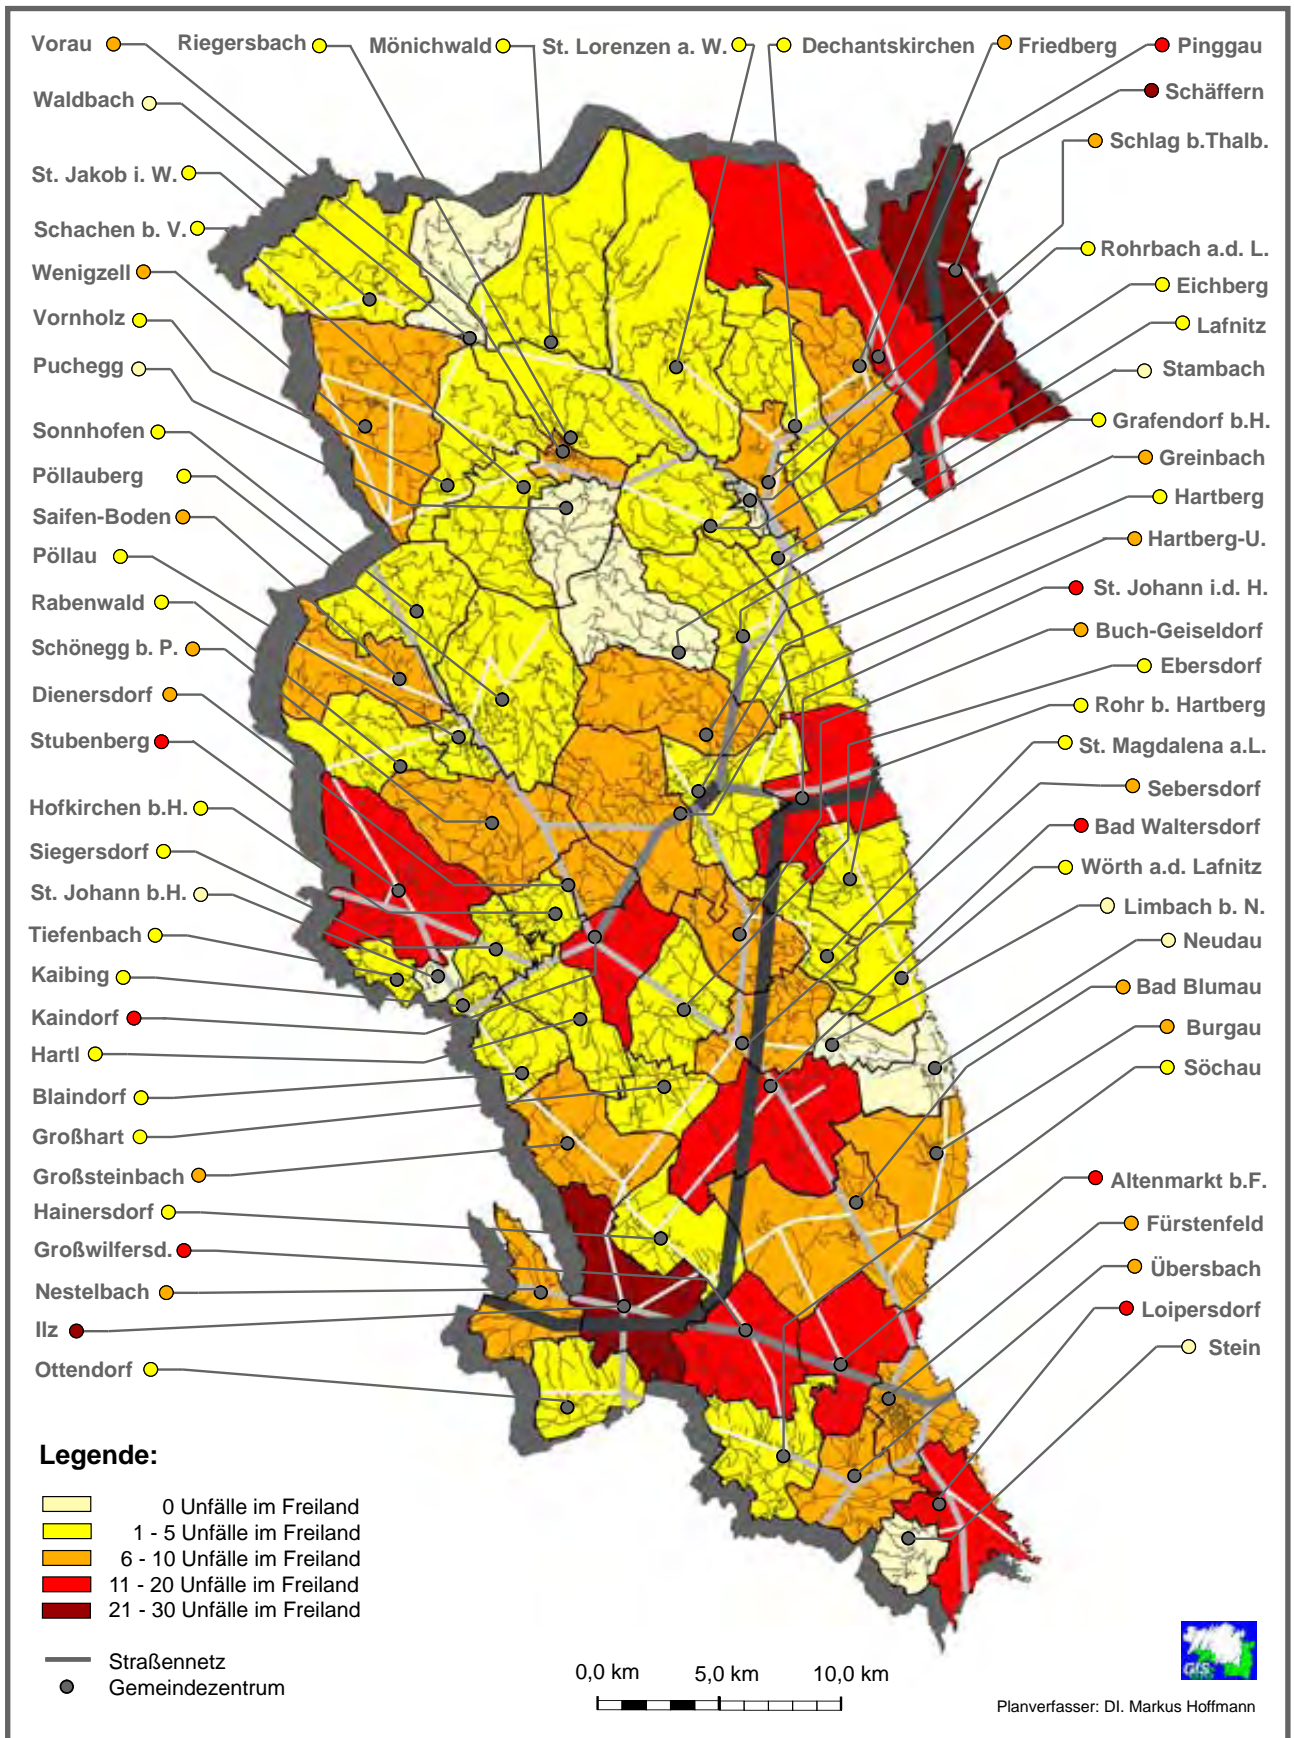 Vorau
Riegersbach
Mönichwald
St. Lorenzen a. W.
Dechantskirchen
Friedberg
Pinggau
Waldbach
Schäffern
Schlag b.Thalb.
St. Jakob i. W.
Schachen b. V.
Rohrbach a.d. L.
Wenigzell
Eichberg
Vornholz
Lafnitz
Puchegg
Stambach
Sonnhofen
Grafendorf b.H.
Pöllauberg
Greinbach
Saifen-Boden
Hartberg
Pöllau
Hartberg-U.
Rabenwald
St. Johann i.d. H.
Schönegg b. P.
Buch-Geiseldorf
Dienersdorf
Ebersdorf
Stubenberg
Rohr b. Hartberg
Hofkirchen b.H.
St. Magdalena a.L.
Siegersdorf
Sebersdorf
St. Johann b.H.
Bad Waltersdorf
Tiefenbach
Wörth a.d. Lafnitz
Kaibing
Limbach b. N.
Kaindorf
Neudau
Hartl
Bad Blumau
Blaindorf
Burgau
Großhart
Söchau
Großsteinbach
Altenmarkt b.F.
Hainersdorf
Fürstenfeld
Großwilfersd.
Übersbach
Nestelbach
Loipersdorf
Ilz
Stein
Ottendorf
Legende:
0 Unfälle im Freiland
1 - 5 Unfälle im Freiland
6 - 10 Unfälle im Freiland
11 - 20 Unfälle im Freiland
21 - 30 Unfälle im Freiland
Straßennetz
Gemeindezentrum
0,0 km 5,0 km 10,0 km
GIS
Planverfasser: DI. Markus Hoffmann